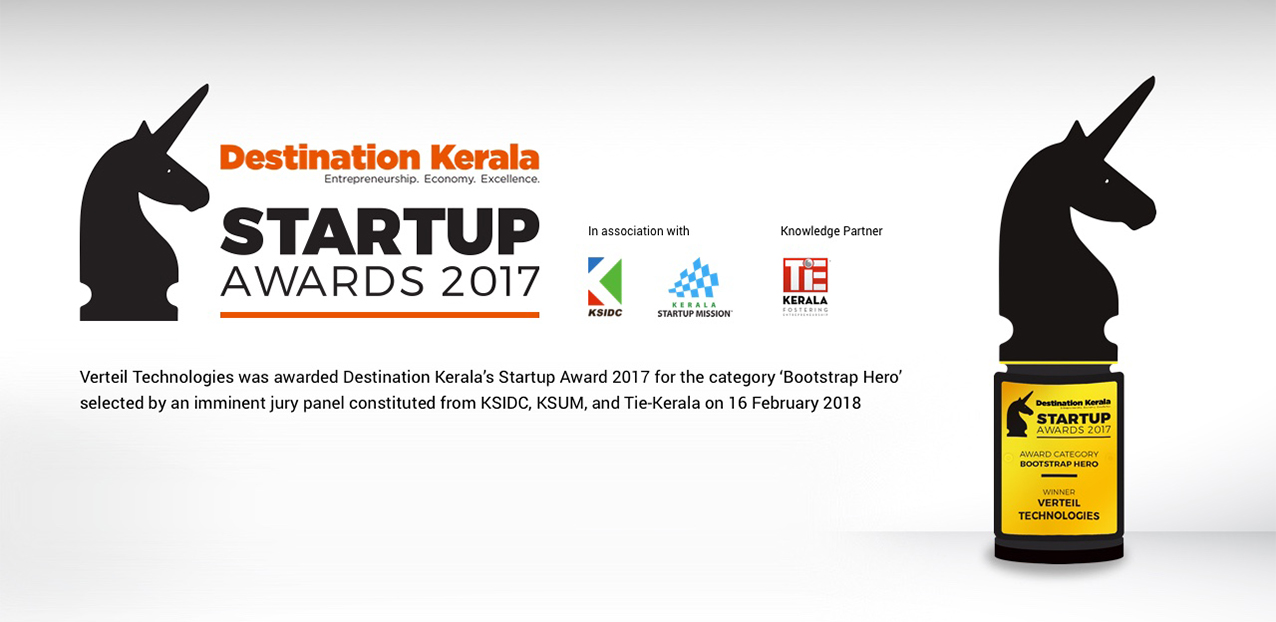 Destination Kerala
Entrepreneurship. Economy. Excellence.
STARTUP
AWARDS 2017
In association with
KSIDC
KERALA
STARTUP MISSION
Knowledge Partner
TiE
KERALA
FOSTERING
ENTREPRENEURSHIP
Verteil Technologies was awarded Destination Kerala’s Startup Award 2017 for the category ‘Bootstrap Hero’
selected by an imminent jury panel constituted from KSIDC, KSUM, and Tie-Kerala on 16 February 2018
Destination Kerala
STARTUP
AWARDS 2017
AWARD CATEGORY
BOOTSTRAP HERO
WINNER
VERTEIL
TECHNOLOGIES